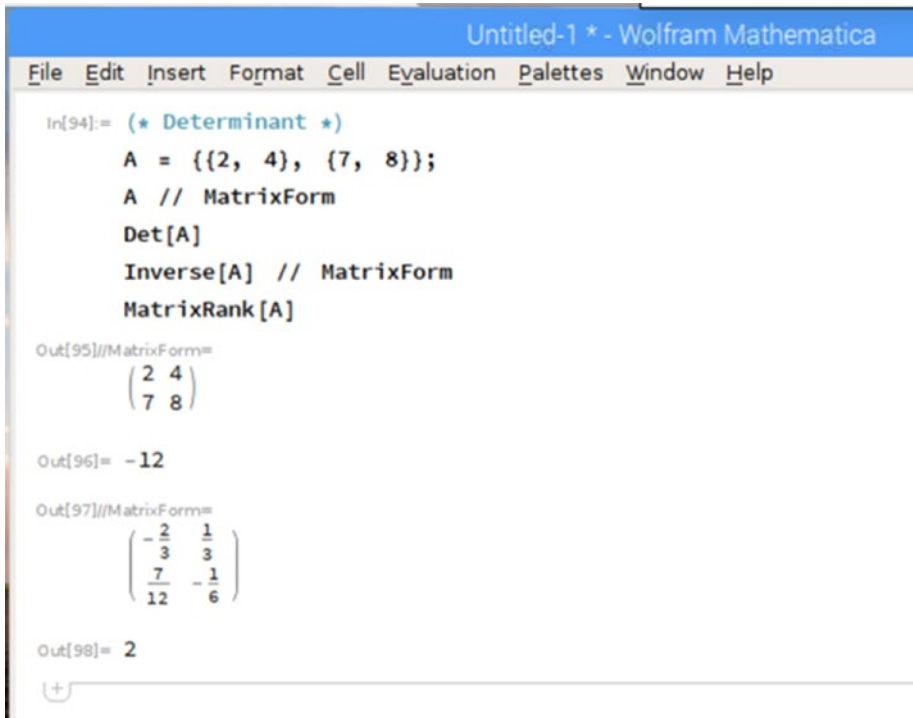 Untitled-1 * - Wolfram Mathematica
File Edit Insert Format Cell Evaluation Palettes Window Help
In[94]:= (* Determinant *)
A = {{2, 4}, {7, 8}};
A // MatrixForm
Det[A]
Inverse[A] // MatrixForm
MatrixRank[A]
Out[95]//MatrixForm=
2 4
7 8
Out[96]= -12
Out[97]//MatrixForm=
-2/3 1/3
7/12 -1/6
Out[98]= 2
+